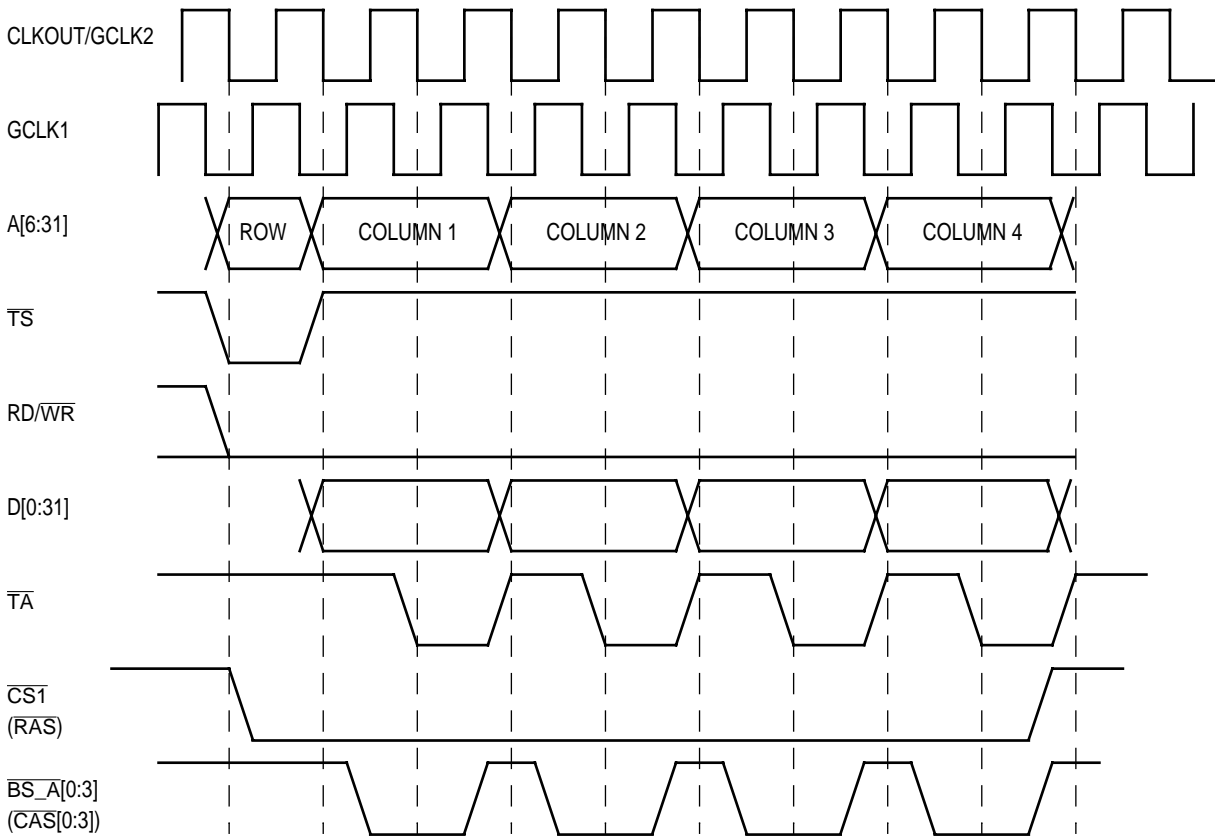 CLKOUT/GCLK2
GCLK1
A[6:31]
ROW
COLUMN 1
COLUMN 2
COLUMN 3
COLUMN 4
TS
RD/WR
D[0:31]
TA
CS1
(RAS)
BS_A[0:3]
(CAS[0:3])